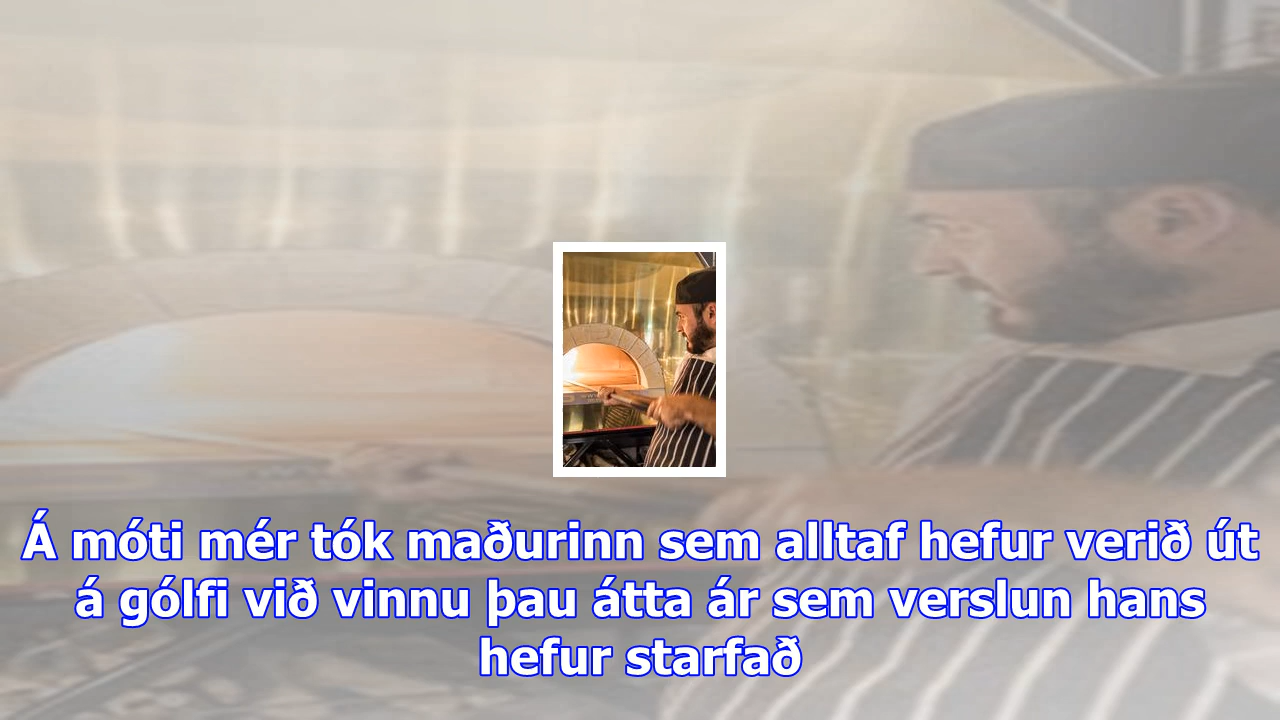 Á móti mér tók maðurinn sem alltaf hefur verið út
á gólfi við vinnu þau átta ár sem verslun hans
hefur starfað